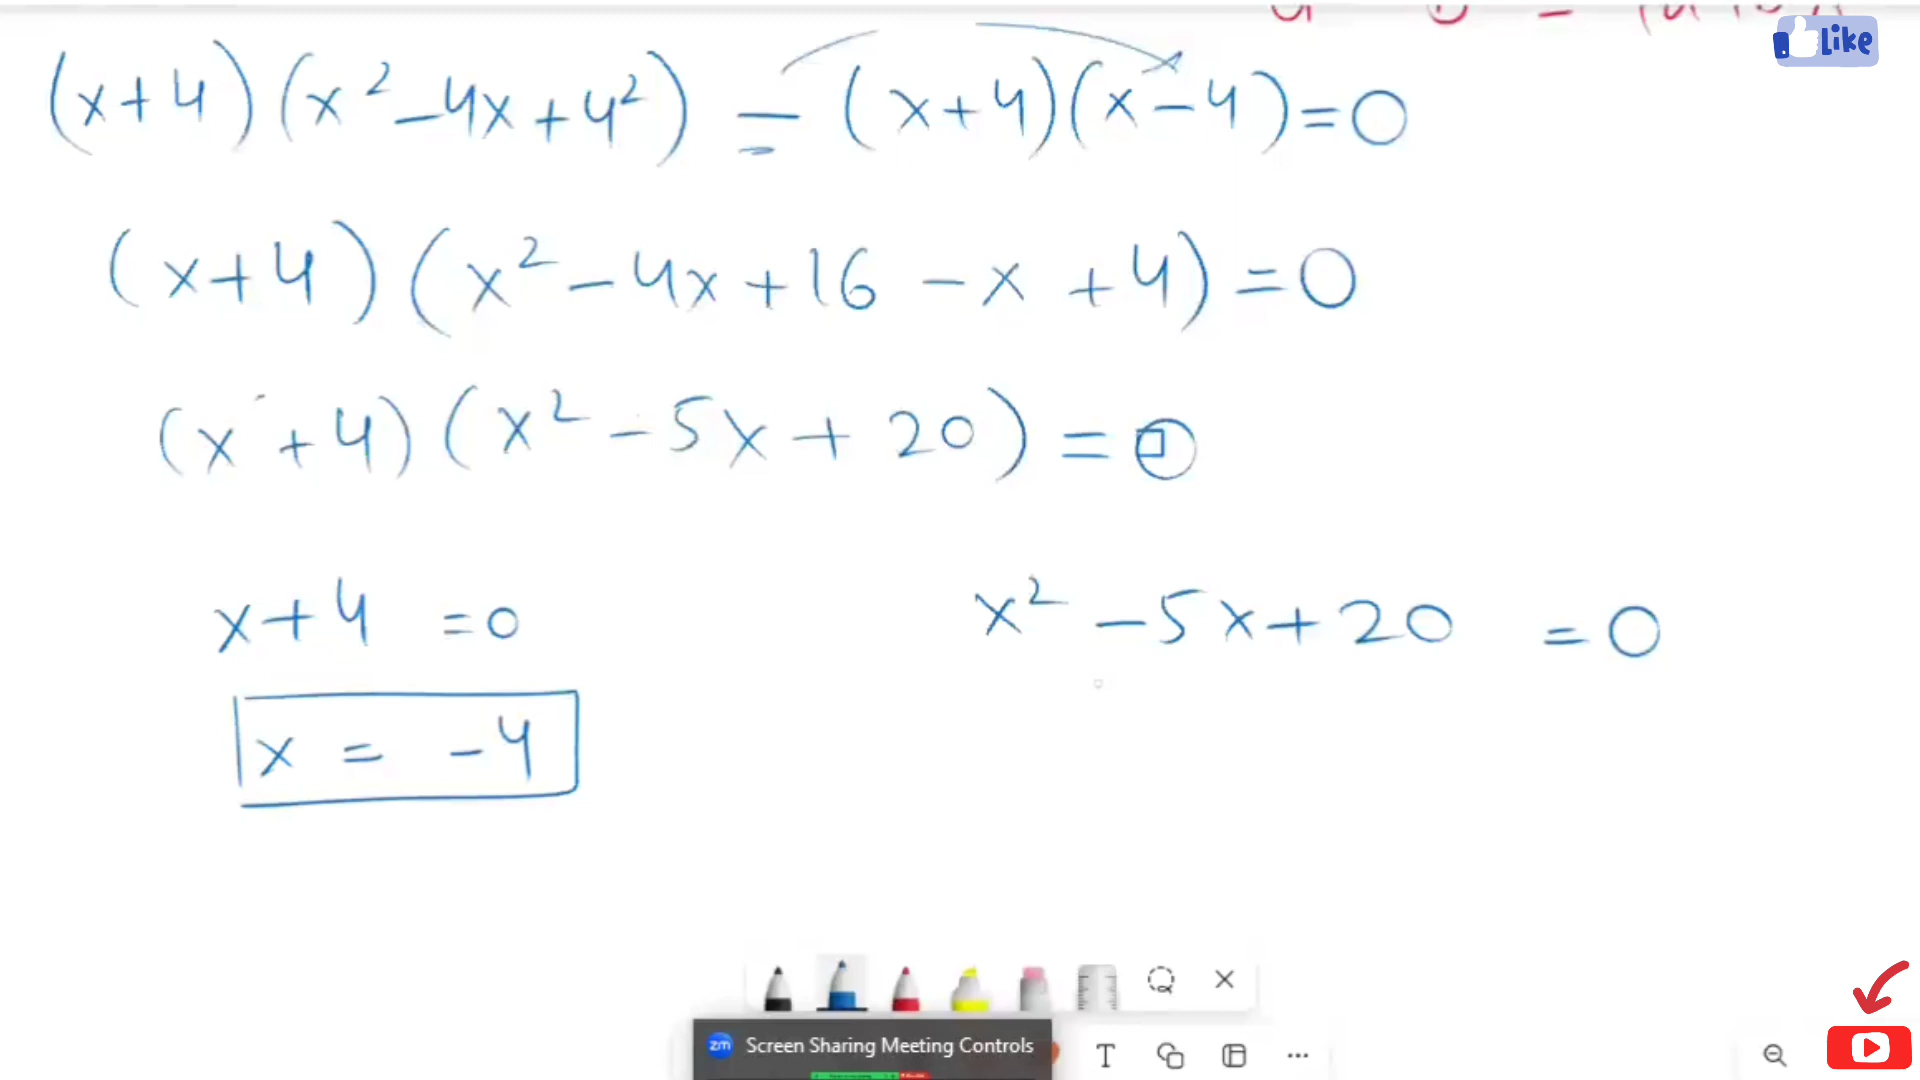 Like
(x+4)(x²-4x+4²) = (x+4)(x-4)=0
(x+4)(x²-4x+16-x+4)=0
(x+4)(x²-5x+20)=0
x+4=0
x²-5x+20=0
x = -4
zm Screen Sharing Meeting Controls
T